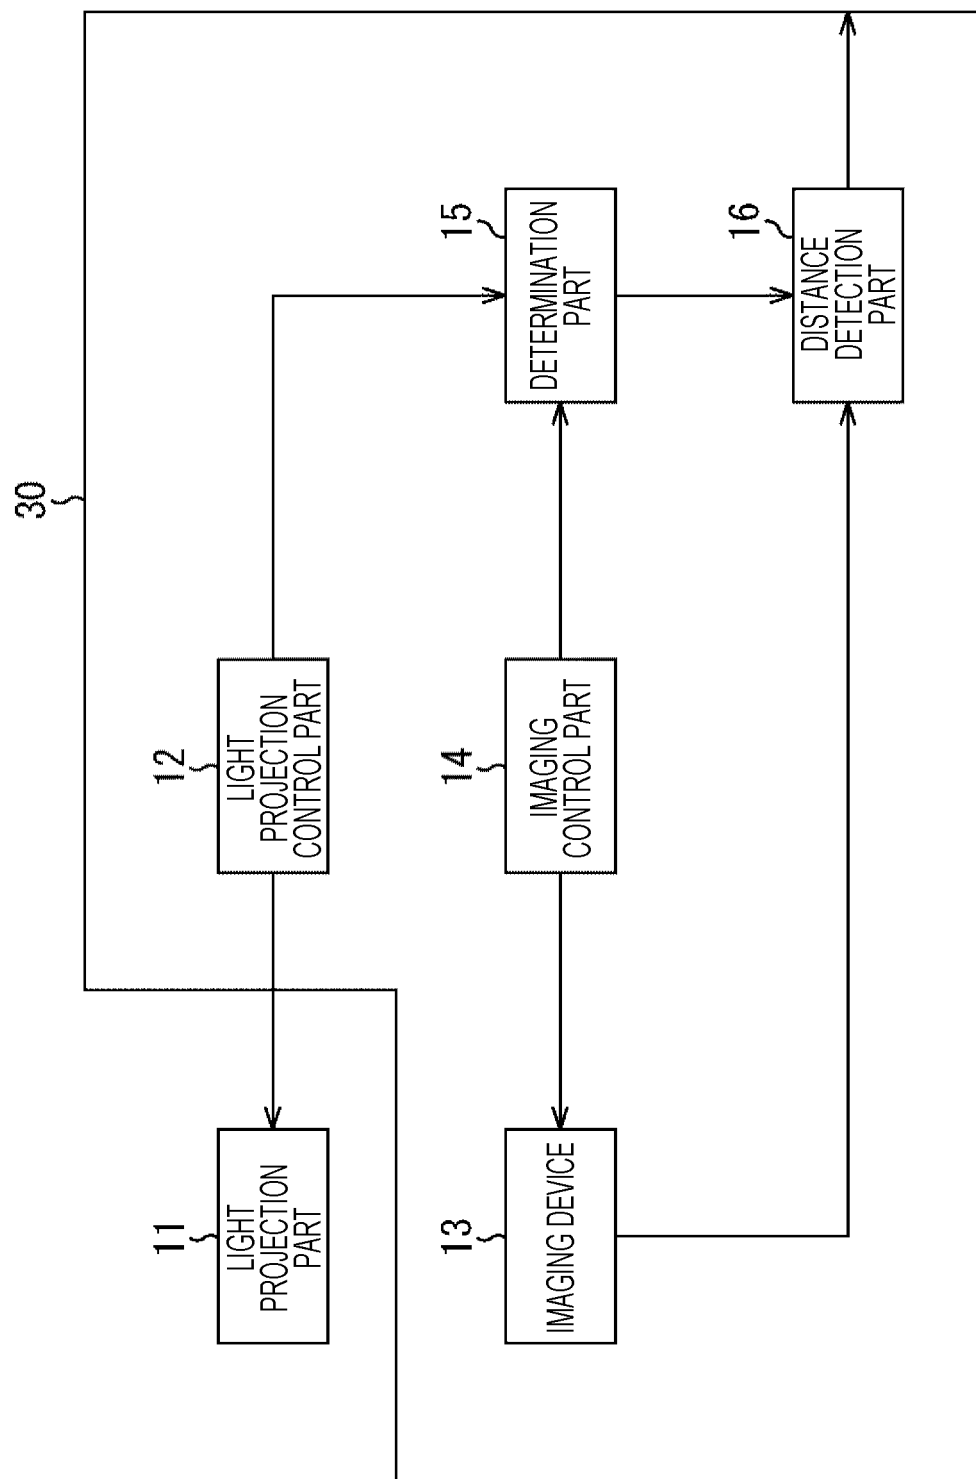 30
11
LIGHT
PROJECTION
PART
12
LIGHT
PROJECTION
CONTROL PART
13
IMAGING DEVICE
14
IMAGING
CONTROL PART
15
DETERMINATION
PART
16
DISTANCE
DETECTION
PART